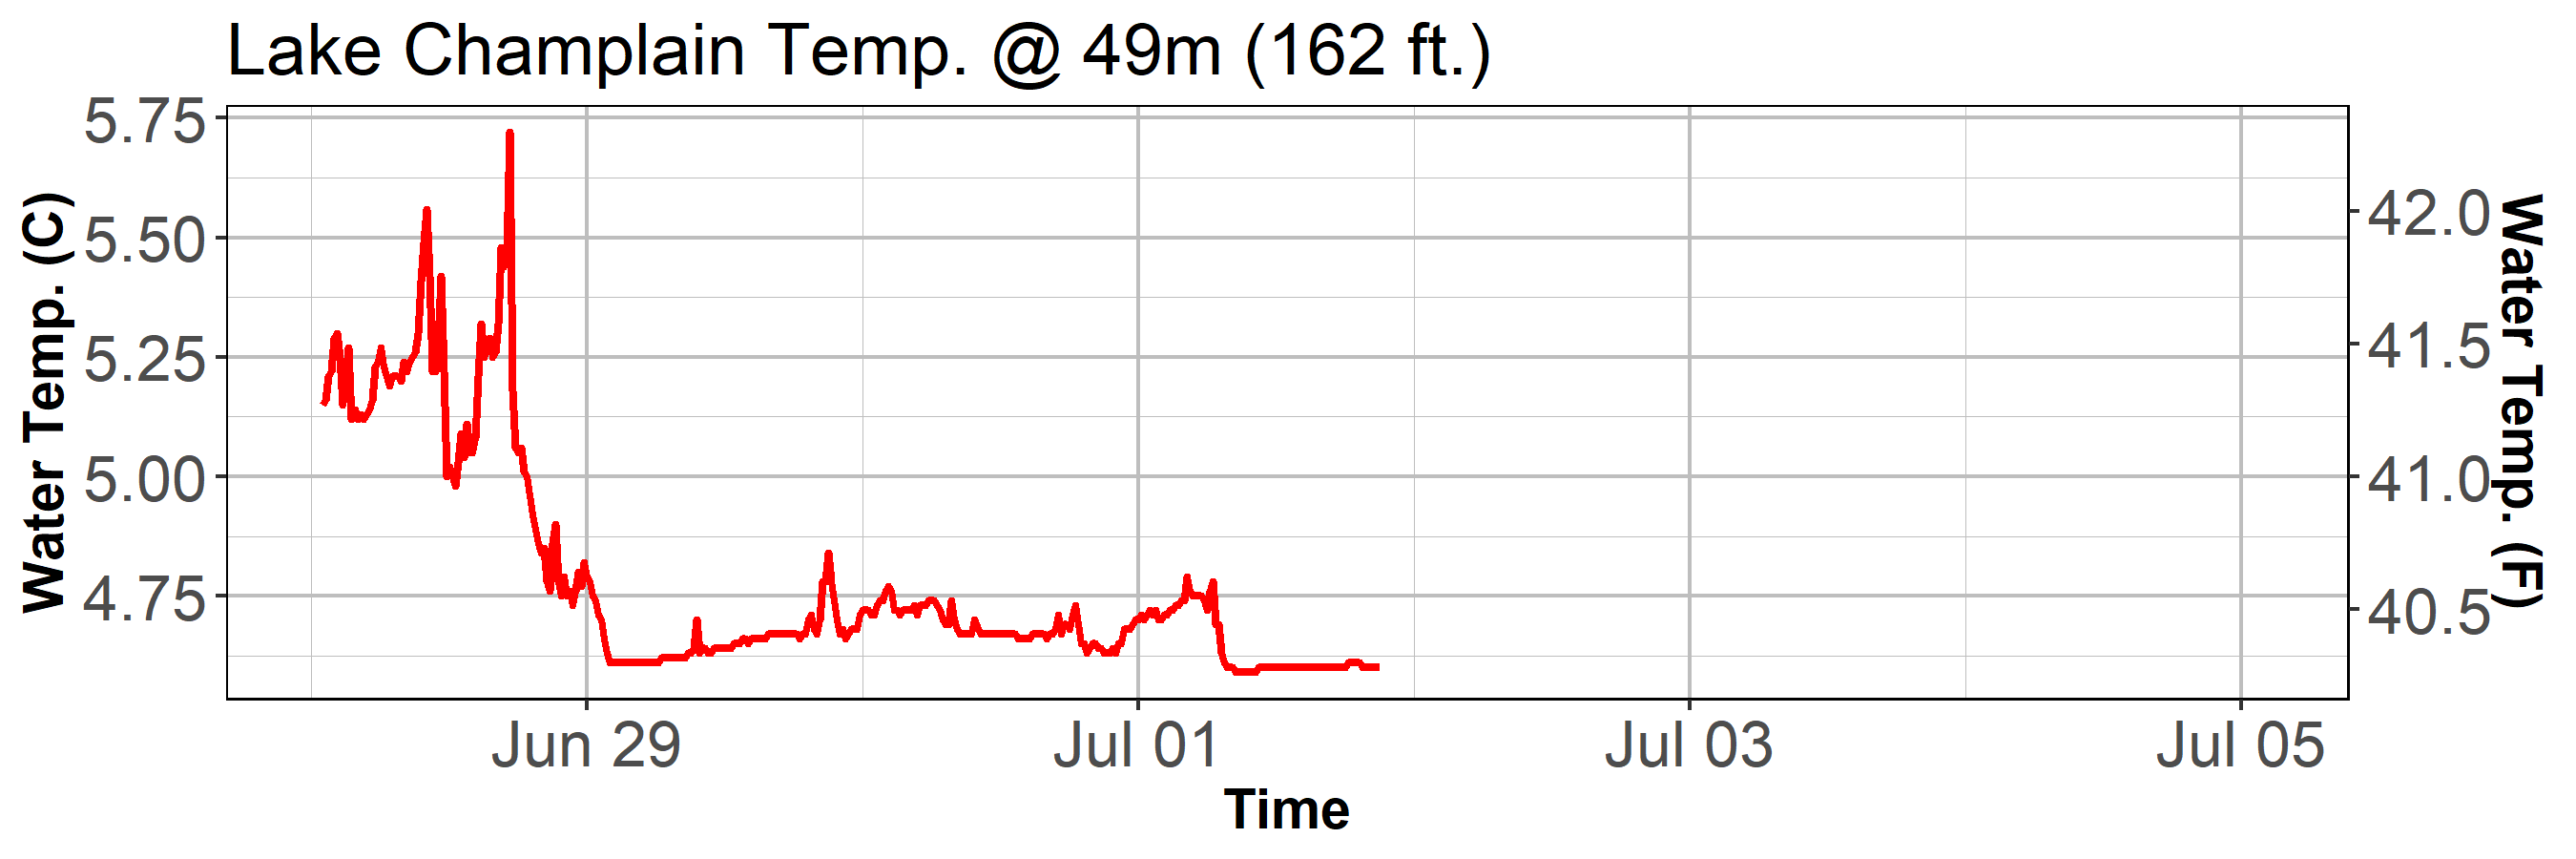 Lake Champlain Temp. @ 49m (162 ft.)
Water Temp. (C)
5.75
5.50
5.25
5.00
4.75
42.0
41.5
41.0
40.5
Water Temp. (F)
Jun 29
Jul 01
Jul 03
Jul 05
Time